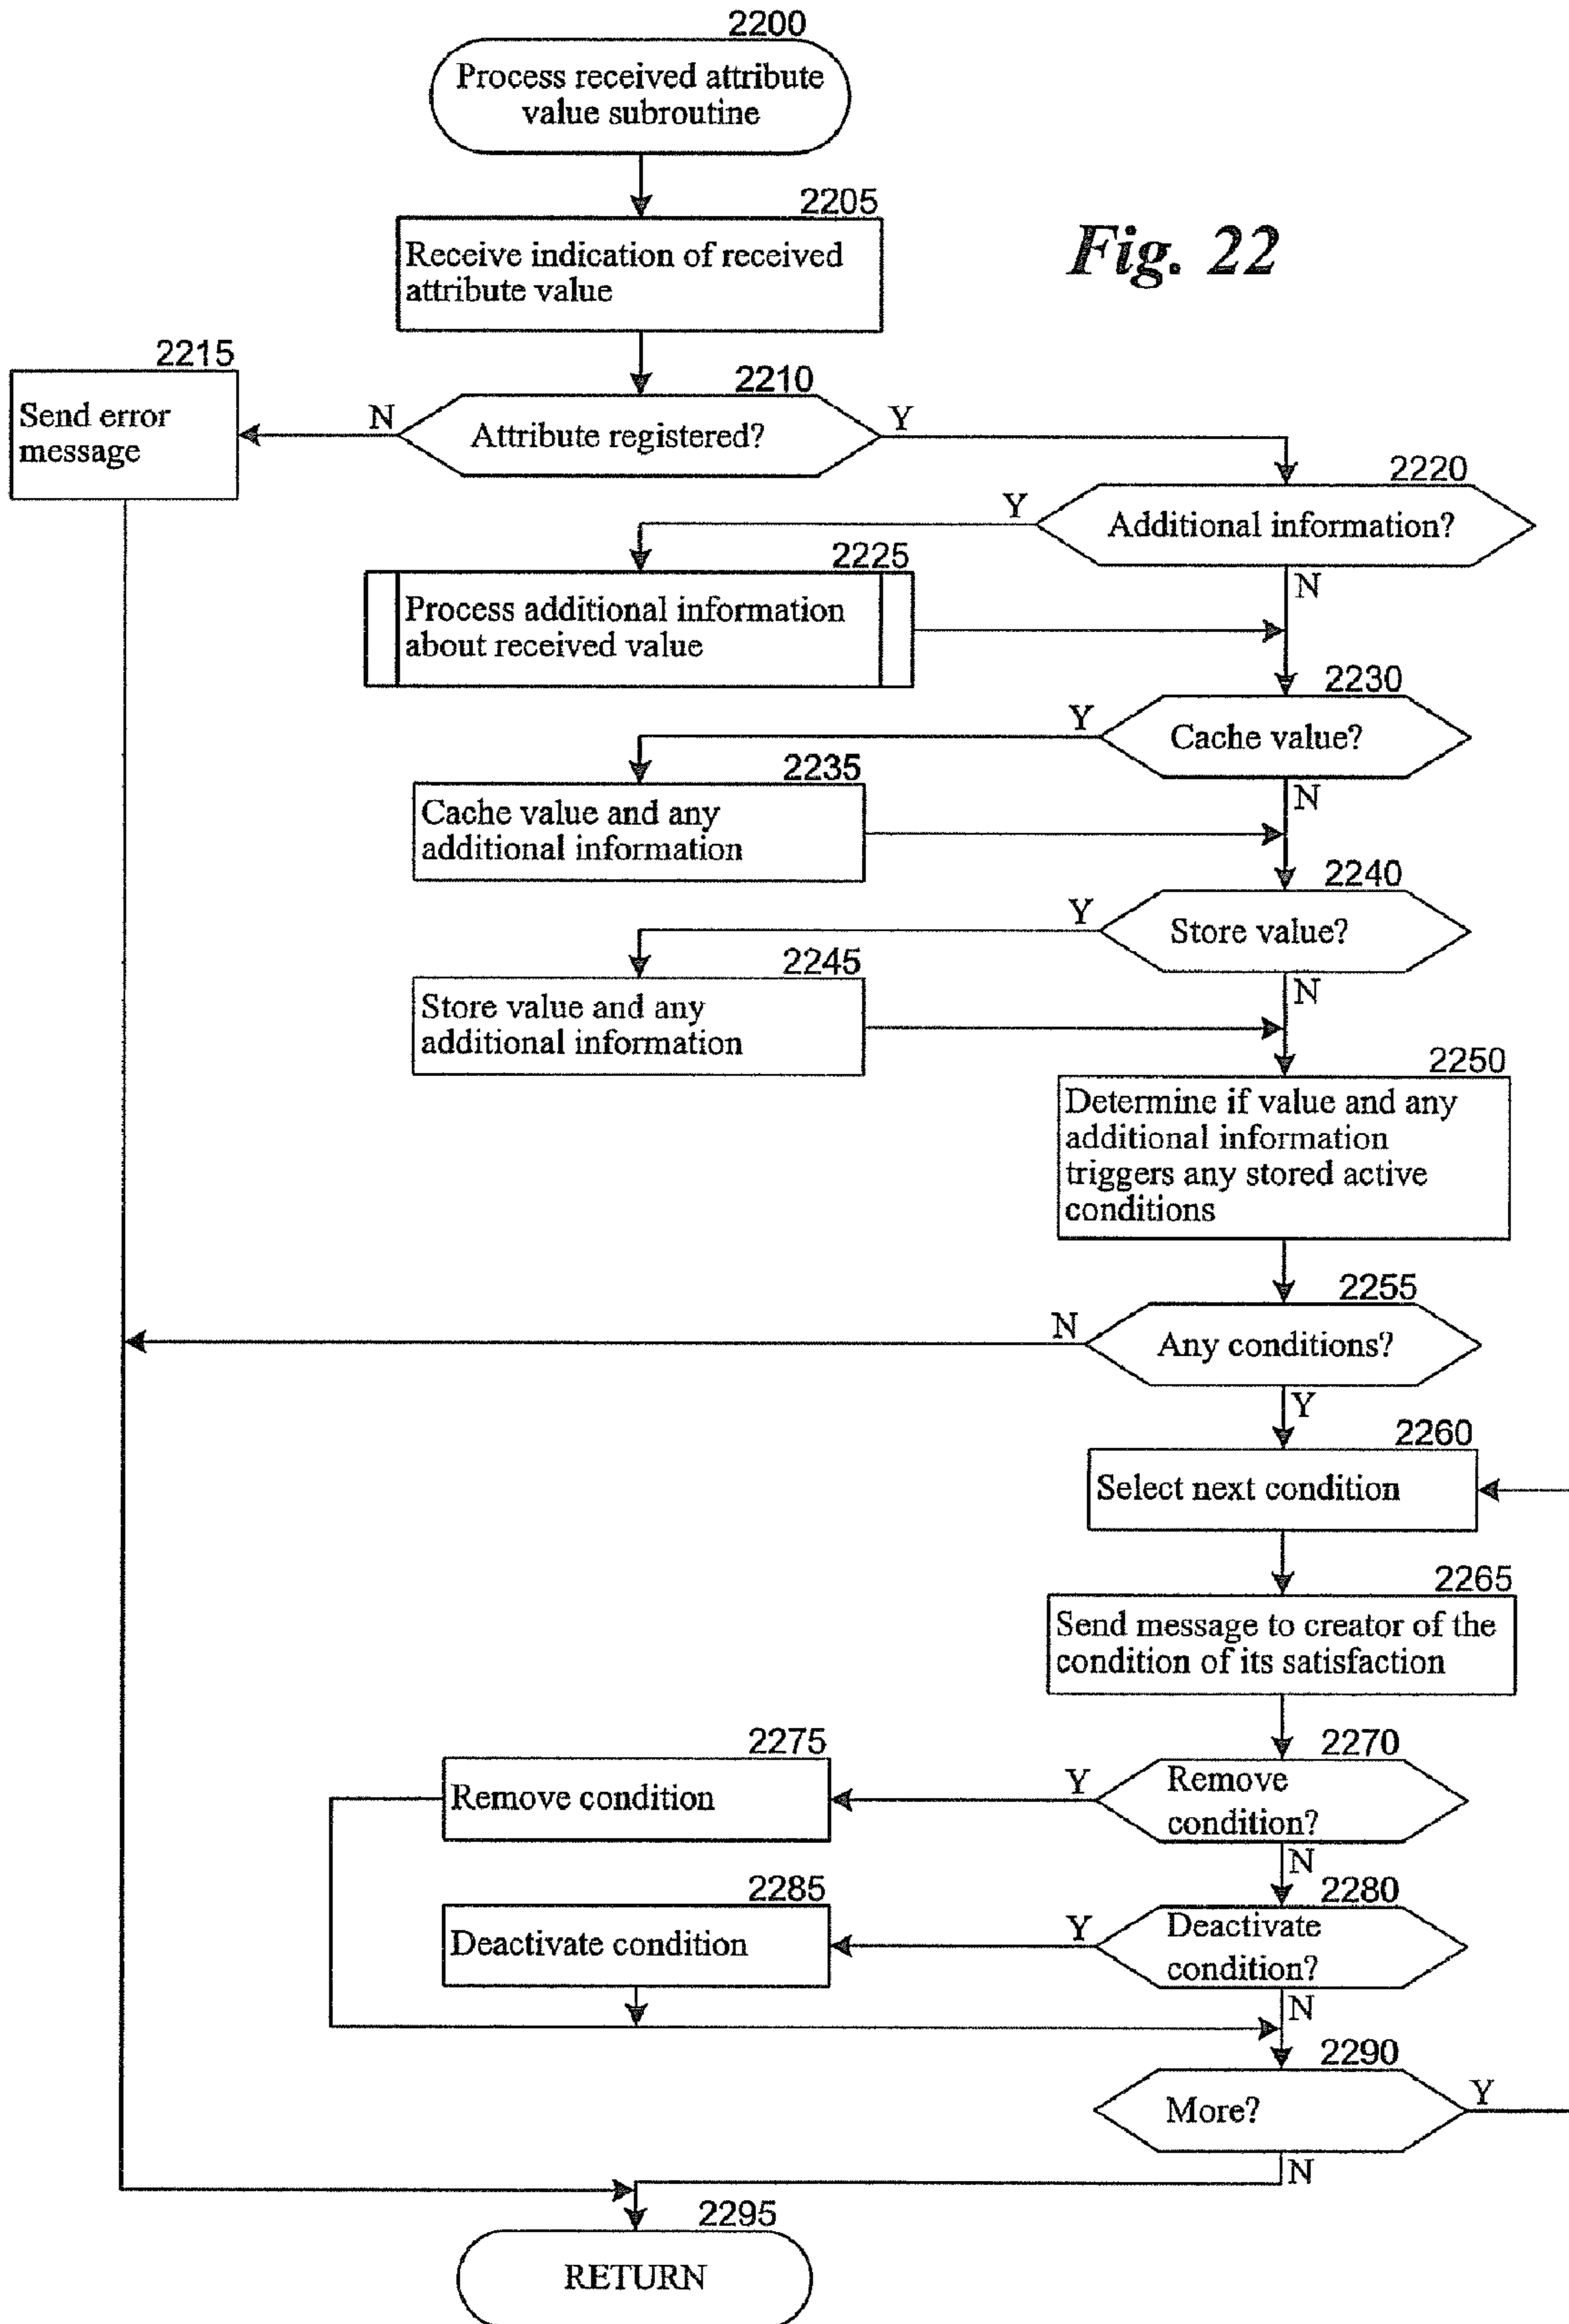 2200
Process received attribute
value subroutine
2205
Receive indication of received
attribute value
Fig. 22
2215
Send error
message
2210
N
Attribute registered?
Y
2220
Y
Additional information?
N
2225
Process additional information
about received value
2230
Y
Cache value?
N
2235
Cache value and any
additional information
2240
Y
Store value?
N
2245
Store value and any
additional information
2250
Determine if value and any
additional information
triggers any stored active
conditions
2255
N
Any conditions?
Y
2260
Select next condition
2265
Send message to creator of the
condition of its satisfaction
2270
Y
Remove
condition?
N
2275
Remove condition
2280
Y
Deactivate
condition?
N
2285
Deactivate condition
2290
More?
Y
N
2295
RETURN